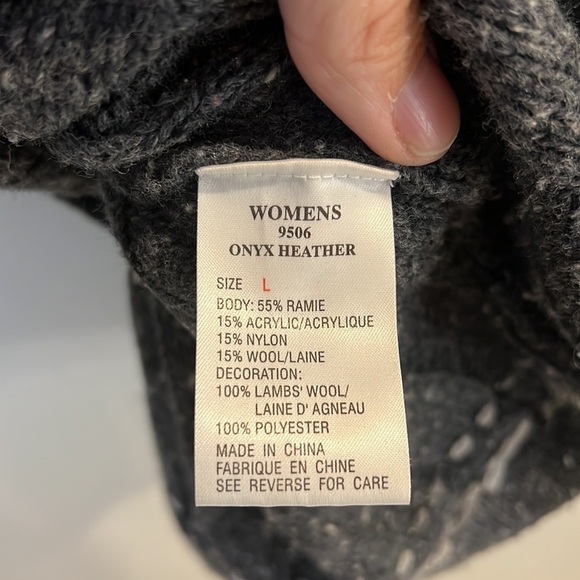 WOMENS
9506
ONYX HEATHER
SIZE L
BODY: 55% RAMIE
15% ACRYLIC/ACRYLIQUE
15% NYLON
15% WOOL/LAINE
DECORATION:
100% LAMBS' WOOL/
LAINE D' AGNEAU
100% POLYESTER
MADE IN CHINA
FABRIQUE EN CHINE
SEE REVERSE FOR CARE